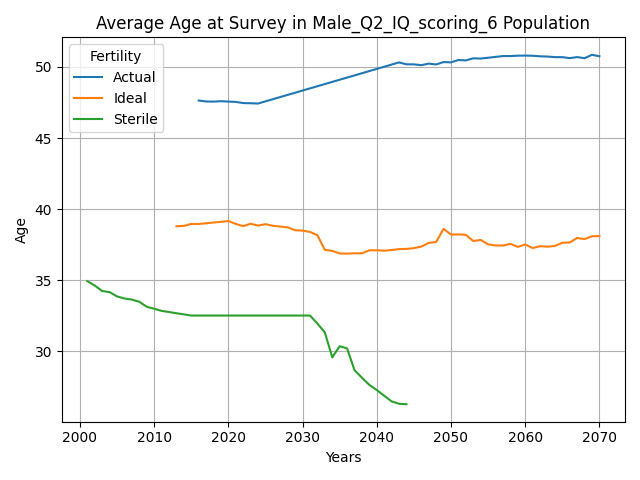 Average Age at Survey in Male_Q2_IQ_scoring_6 Population
Fertility
Actual
Ideal
Sterile
Age
50
45
40
35
30
2000 2010 2020 2030 2040 2050 2060 2070
Years